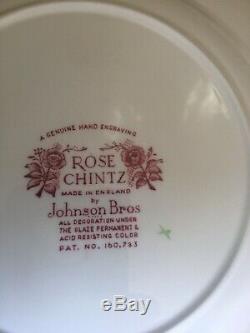 A GENUINE HAND ENGRAVING
ROSE
CHINTZ
MADE IN ENGLAND
by
Johnson Bros
ALL DECORATION UNDER
THE GLAZE PERMANENT &
ACID RESISTING COLOR
PAT. NO. 160,733